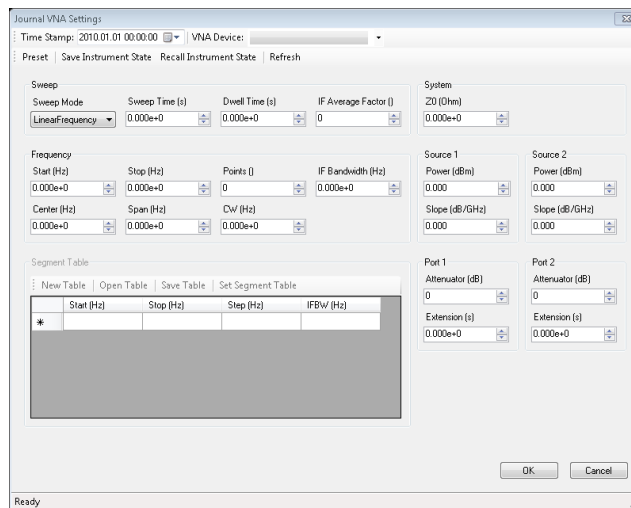 Journal VNA Settings
Time Stamp: 2010.01.01 00:00:00 VNA Device:
Preset Save Instrument State Recall Instrument State Refresh
Sweep
Sweep Mode Sweep Time (s) Dwell Time (s) IF Average Factor ()
LinearFrequency 0.000e+0 0.000e+0 0
System
Z0 (Ohm)
0.000e+0
Frequency
Start (Hz) Stop (Hz) Points () IF Bandwidth (Hz)
0.000e+0 0.000e+0 0 0.000e+0
Center (Hz) Span (Hz) CW (Hz)
0.000e+0 0.000e+0 0.000e+0
Source 1
Power (dBm)
0.000
Slope (dB/GHz)
0.000
Source 2
Power (dBm)
0.000
Slope (dB/GHz)
0.000
Segment Table
New Table Open Table Save Table Set Segment Table
Start (Hz) Stop (Hz) Step (Hz) IFBW (Hz)
Port 1
Attenuator (dB)
0
Extension (s)
0.000e+0
Port 2
Attenuator (dB)
0
Extension (s)
0.000e+0
OK Cancel
Ready